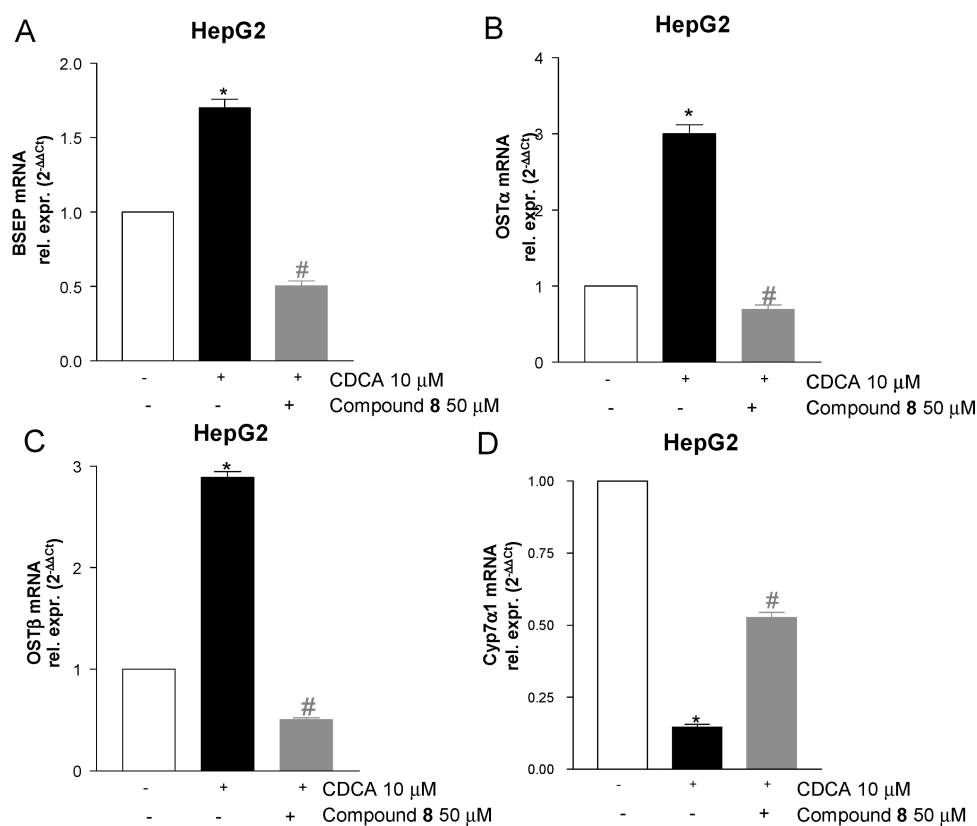 A
HepG2
BSEP mRNA
rel. expr. (2-ΔΔCt)
2.0
1.5
1.0
0.5
0.0
*
#
- + + CDCA 10 μM
- - + Compound 8 50 μM
B
HepG2
OSTα mRNA
rel. expr. (2-ΔΔCt)
4
3
2
1
0
*
#
- + + CDCA 10 μM
- - + Compound 8 50 μM
C
HepG2
OSTβ mRNA
rel. expr. (2-ΔΔCt)
3
2
1
0
*
#
- + + CDCA 10 μM
- - + Compound 8 50 μM
D
HepG2
Cyp7α1 mRNA
rel. expr. (2-ΔΔCt)
1.00
0.75
0.50
0.25
0.00
*
#
- + + CDCA 10 μM
- - + Compound 8 50 μM